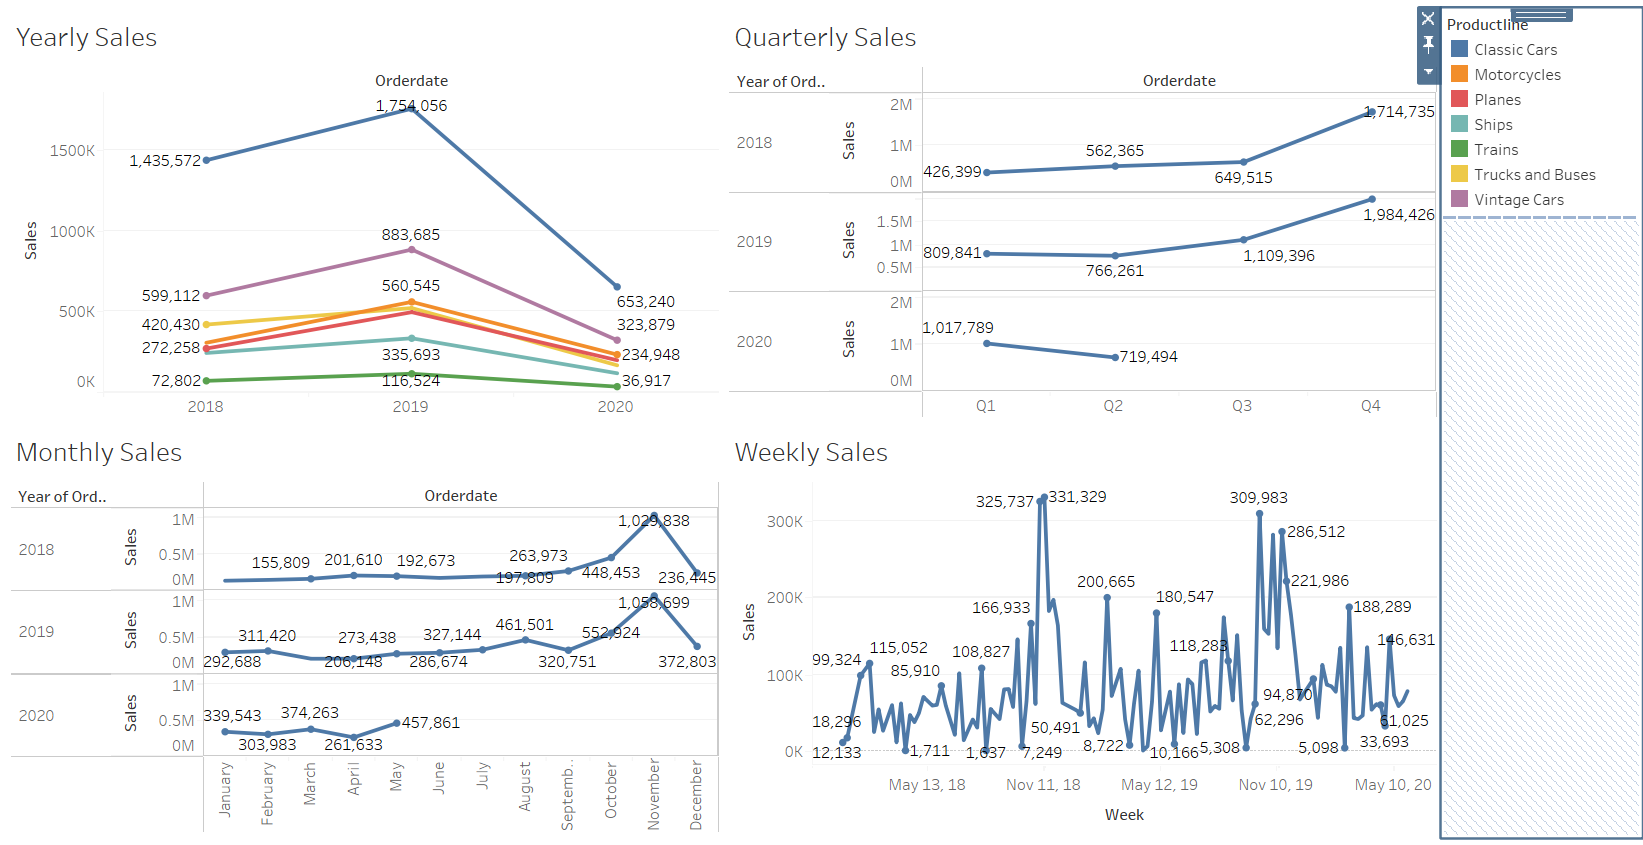 Yearly Sales
Orderdate
1,754,056
1500K
1,435,572
1000K
Sales
883,685
599,112
560,545
500K
420,430
272,258
335,693
653,240
323,879
234,948
0K
72,802
116,524
36,917
2018
2019
2020
Quarterly Sales
Year of Ord..
Orderdate
2018
Sales
2M
1M
0M
426,399
562,365
649,515
1,714,735
2019
Sales
1.5M
1M
0.5M
809,841
766,261
1,109,396
1,984,426
2020
Sales
2M
1M
0M
1,017,789
719,494
Q1
Q2
Q3
Q4
Productline
Classic Cars
Motorcycles
Planes
Ships
Trains
Trucks and Buses
Vintage Cars
Monthly Sales
Year of Ord..
Orderdate
2018
Sales
1M
0.5M
0M
155,809
201,610
192,673
263,973
197,809
448,453
1,029,838
236,445
2019
Sales
1M
0.5M
0M
292,688
311,420
206,148
273,438
286,674
327,144
461,501
320,751
552,924
1,058,699
372,803
2020
Sales
1M
0.5M
0M
339,543
303,983
374,263
261,633
457,861
January
February
March
April
May
June
July
August
Septemb..
October
November
December
Weekly Sales
Sales
300K
200K
100K
0K
12,133
18,296
99,324
115,052
1,711
85,910
108,827
1,637
7,249
166,933
325,737
331,329
50,491
200,665
8,722
180,547
10,166
118,283
5,308
62,296
309,983
286,512
221,986
94,870
5,098
188,289
61,025
33,693
146,631
May 13, 18
Nov 11, 18
May 12, 19
Nov 10, 19
May 10, 20
Week